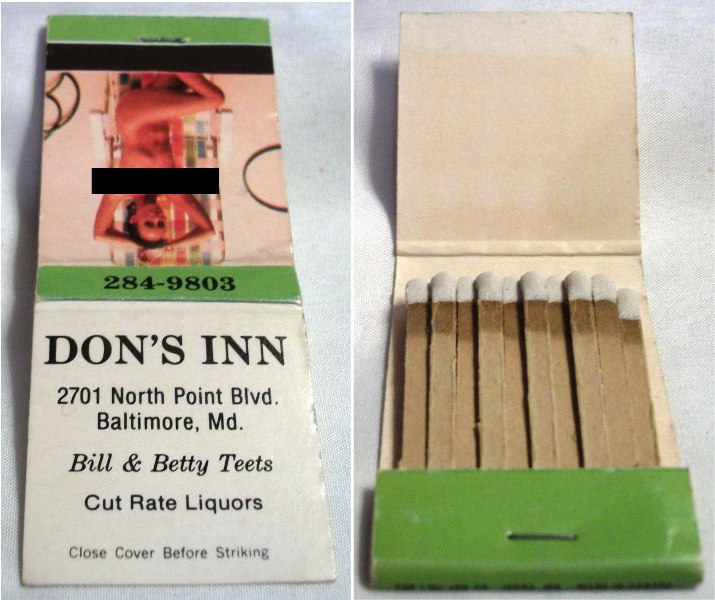 284-9803
DON'S INN
2701 North Point Blvd.
Baltimore, Md.
Bill & Betty Teets
Cut Rate Liquors
Close Cover Before Striking